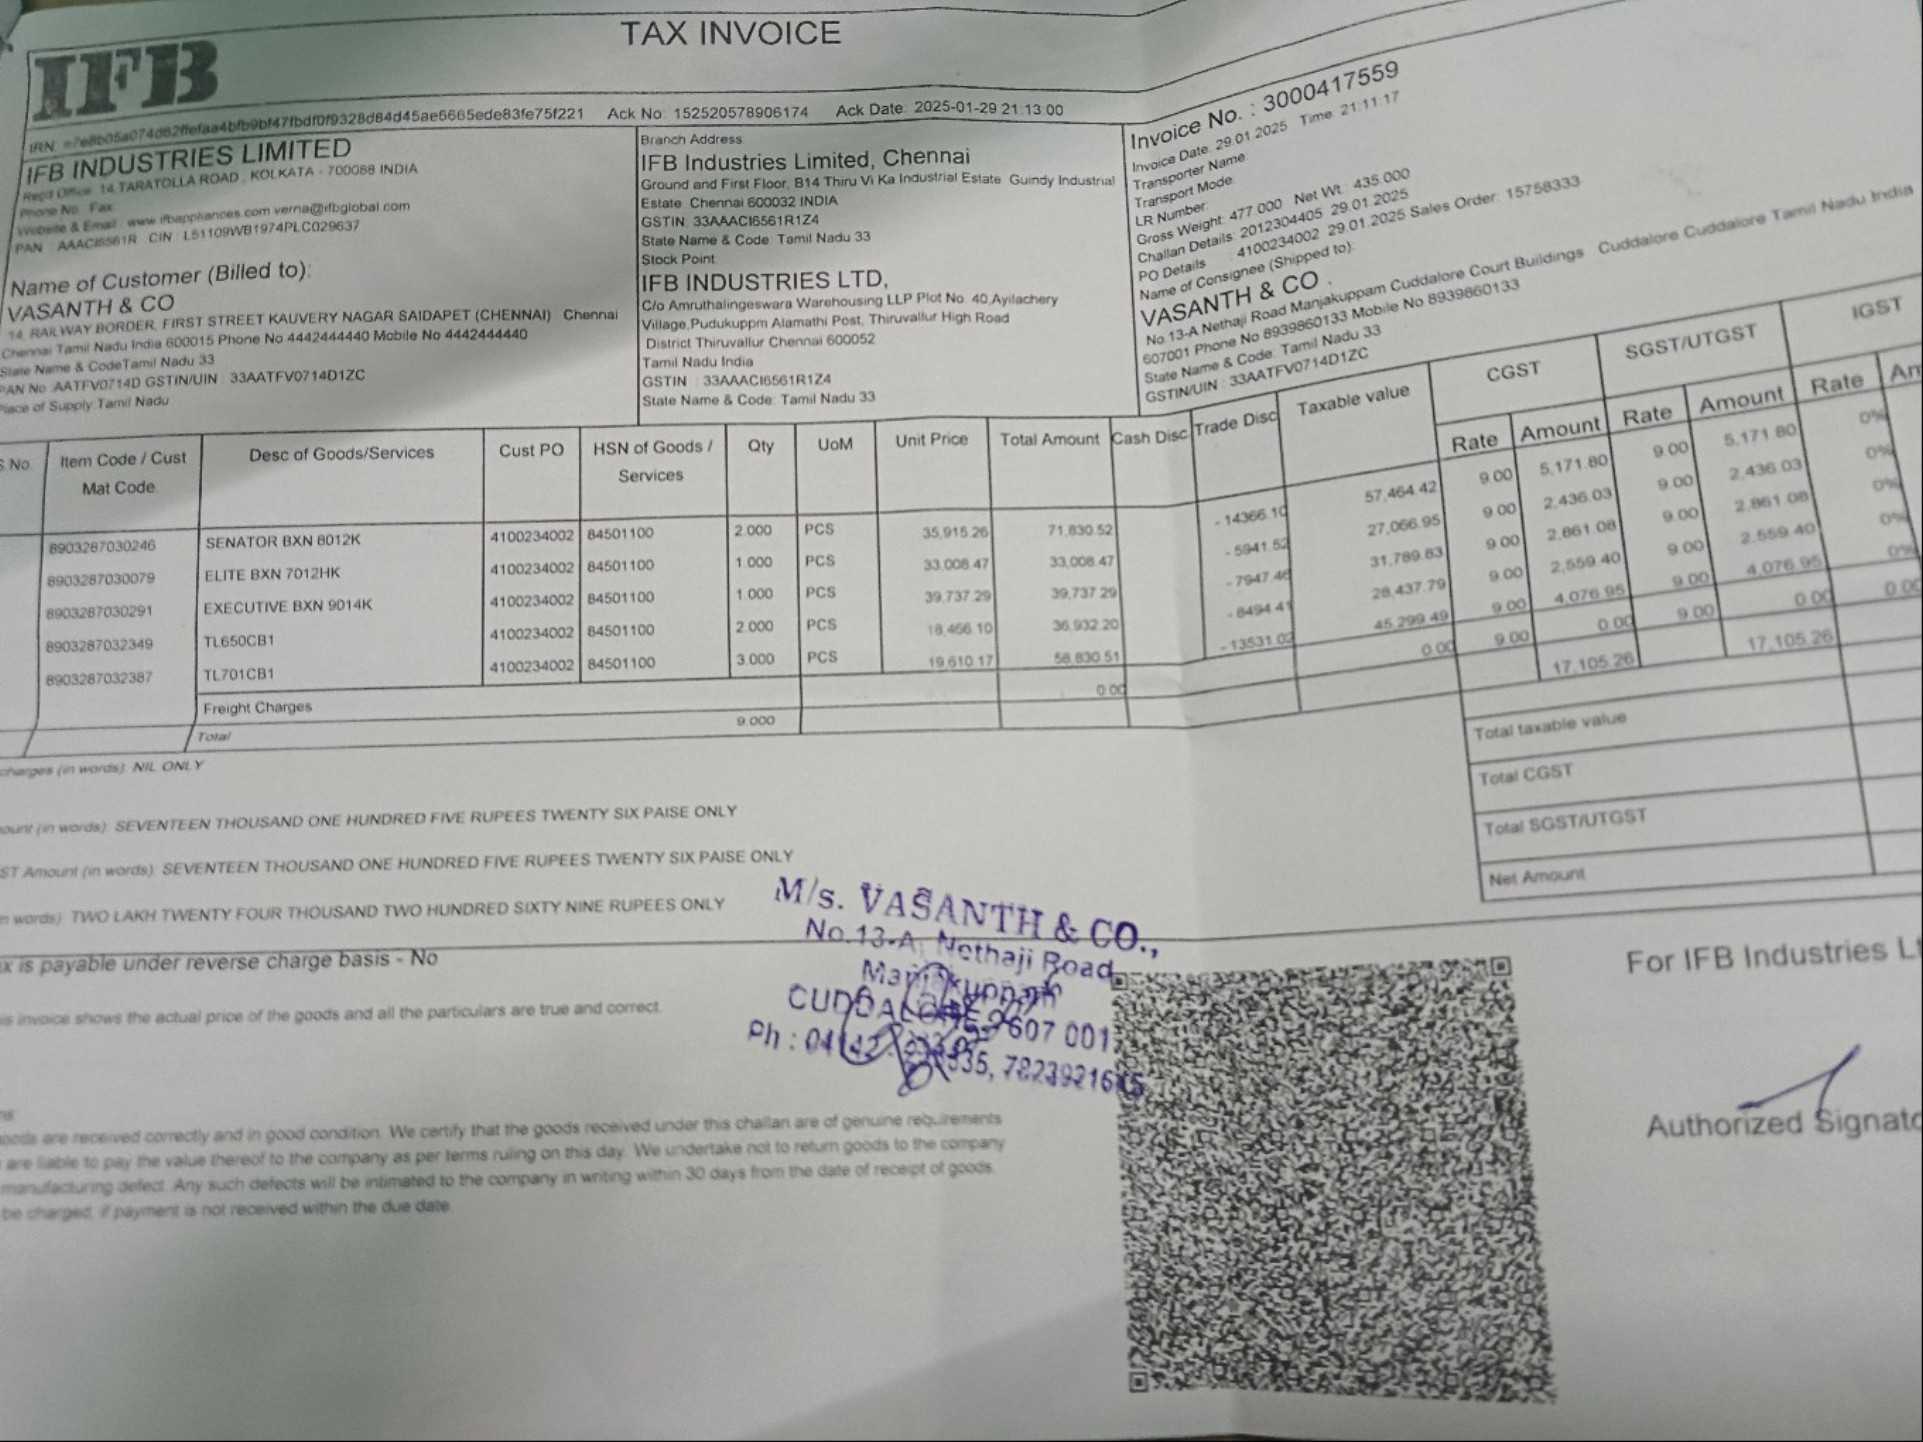 TAX INVOICE
IFB
Ack No: 152520578906174 Ack Date: 2025-01-29 21:13:00
IFB INDUSTRIES LIMITED
Regd Office: 14,TARATOLLA ROAD, KOLKATA - 700088 INDIA
Phone No. Fax:
Website & Email: www.ifbappliances.com verna@ifbglobal.com
PAN : AAACI6561R CIN : L51109WB1974PLC029637
Name of Customer (Billed to):
VASANTH & CO
14, RAILWAY BORDER, FIRST STREET KAUVERY NAGAR SAIDAPET (CHENNAI) Chennai
Chennai Tamil Nadu India 600015 Phone No 4442444440 Mobile No 4442444440
State Name & CodeTamil Nadu 33
PAN No :AATFV0714D GSTIN/UIN : 33AATFV0714D1ZC
Place of Supply:Tamil Nadu
Branch Address
IFB Industries Limited, Chennai
Ground and First Floor, B14 Thiru Vi Ka Industrial Estate Guindy Industrial
Estate Chennai 600032 INDIA
GSTIN: 33AAACI6561R1Z4
State Name & Code: Tamil Nadu 33
Stock Point
IFB INDUSTRIES LTD,
C/o Amruthalingeswara Warehousing LLP Plot No. 40,Ayilachery
Village,Pudukuppm Alamathi Post, Thiruvallur High Road
District Thiruvallur Chennai 600052
Tamil Nadu India
GSTIN : 33AAACI6561R1Z4
State Name & Code: Tamil Nadu 33
Invoice No. : 3000417559
Invoice Date: 29.01.2025 Time: 21:11:17
Transporter Name:
Transport Mode:
LR Number:
Gross Weight: 477.000 Net Wt.: 435.000
Challan Details: 2012304405 29.01.2025
PO Details : 4100234002 29.01.2025 Sales Order: 15758333
Name of Consignee (Shipped to):
VASANTH & CO .
No.13-A Nethaji Road Manjakuppam Cuddalore Court Buildings Cuddalore Cuddalore Tamil Nadu India
607001 Phone No 8939860133 Mobile No 8939860133
State Name & Code: Tamil Nadu 33
GSTIN/UIN : 33AATFV0714D1ZC
S.No. Item Code / Cust Mat Code Desc of Goods/Services Cust PO HSN of Goods / Services Qty UoM Unit Price Total Amount Cash Disc Trade Disc Taxable value CGST SGST/UTGST IGST
Rate Amount Rate Amount Rate Am
8903287030246 SENATOR BXN 8012K 4100234002 84501100 2.000 PCS 35,915.26 71,830.52 - 14366.10 57,464.42 9.00 5,171.80 9.00 5,171.80 0%
8903287030079 ELITE BXN 7012HK 4100234002 84501100 1.000 PCS 33,008.47 33,008.47 - 5941.52 27,066.95 9.00 2,436.03 9.00 2,436.03 0%
8903287030291 EXECUTIVE BXN 9014K 4100234002 84501100 1.000 PCS 39,737.29 39,737.29 - 7947.46 31,789.83 9.00 2,861.08 9.00 2,861.08 0%
8903287032349 TL650CB1 4100234002 84501100 2.000 PCS 18,466.10 36,932.20 - 8494.41 28,437.79 9.00 2,559.40 9.00 2,559.40 0%
8903287032387 TL701CB1 4100234002 84501100 3.000 PCS 19,610.17 58,830.51 - 13531.02 45,299.49 9.00 4,076.95 9.00 4,076.95 0%
Freight Charges 0.00 0.00 9.00 0.00 9.00 0.00 0.00
Total 9.000 17,105.26 17,105.26
Total taxable value
Total CGST
Total SGST/UTGST
Net Amount
charges (in words): NIL ONLY
ount (in words): SEVENTEEN THOUSAND ONE HUNDRED FIVE RUPEES TWENTY SIX PAISE ONLY
ST Amount (in words): SEVENTEEN THOUSAND ONE HUNDRED FIVE RUPEES TWENTY SIX PAISE ONLY
n words): TWO LAKH TWENTY FOUR THOUSAND TWO HUNDRED SIXTY NINE RUPEES ONLY
x is payable under reverse charge basis - No
is invoice shows the actual price of the goods and all the particulars are true and correct.
M/s. VASANTH & CO.,
No.13-A, Nethaji Road
CUDDALORE 607 001
Ph :
For IFB Industries Lt
Authorized Signato
oods are received correctly and in good condition. We certify that the goods received under this challan are of genuine requirements
are liable to pay the value thereof to the company as per terms ruling on this day. We undertake not to return goods to the company
manufacturing defect. Any such defects will be intimated to the company in writing within 30 days from the date of receipt of goods.
be charged, if payment is not received within the due date.